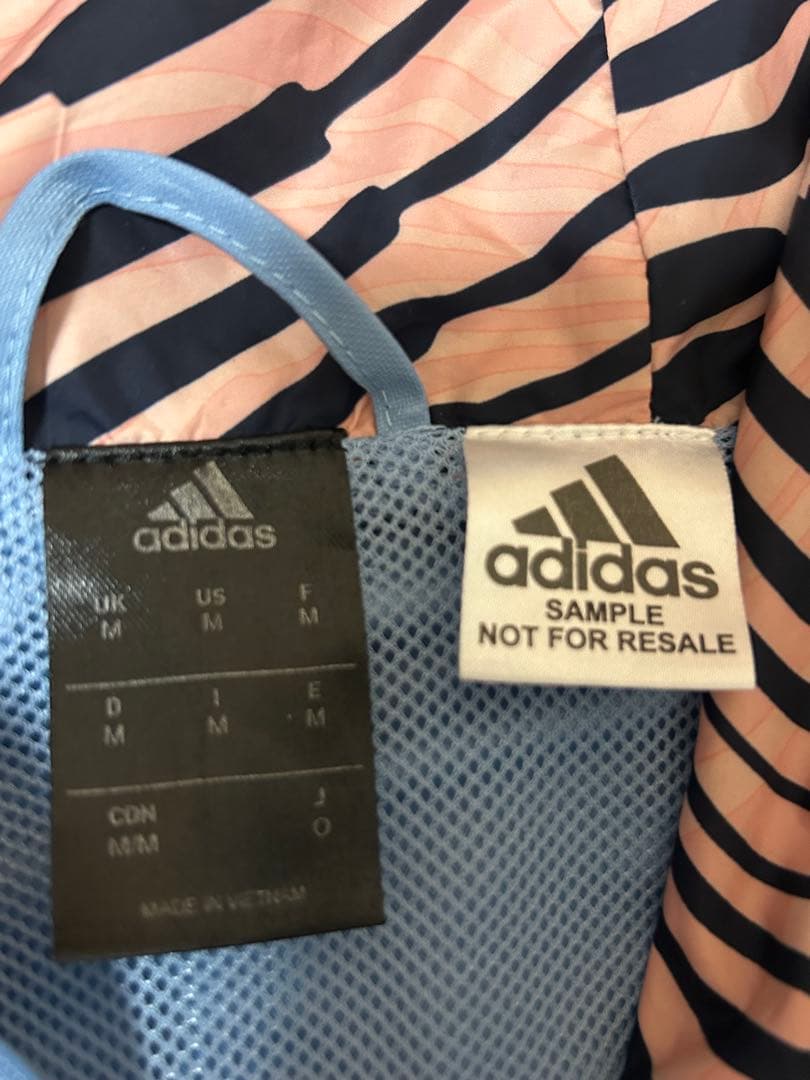 adidas
UK US F
M M M
D I E
M M M
CDN J
M/M O
MADE IN VIETNAM
adidas
SAMPLE
NOT FOR RESALE